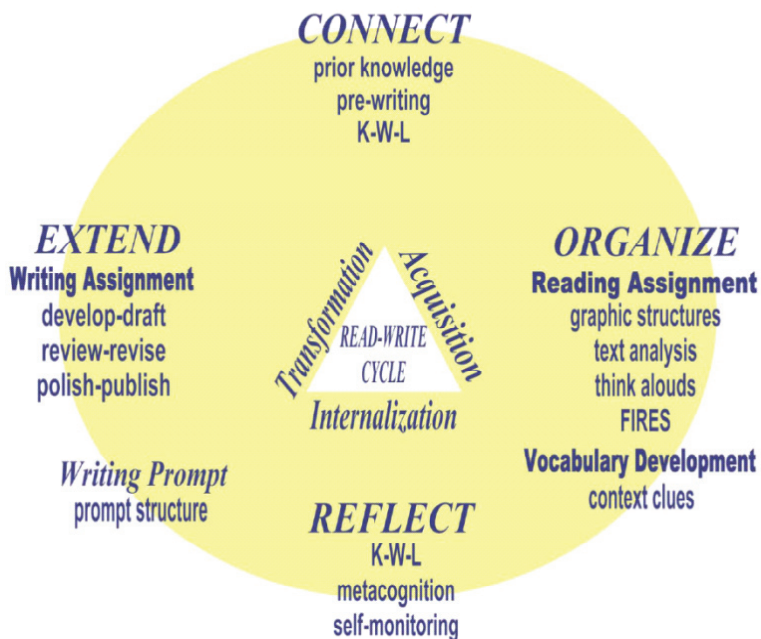 CONNECT
prior knowledge
pre-writing
K-W-L
EXTEND
Writing Assignment
develop-draft
review-revise
polish-publish
Writing Prompt
prompt structure
Transformation
Acquisition
READ-WRITE
CYCLE
Internalization
ORGANIZE
Reading Assignment
graphic structures
text analysis
think alouds
FIRES
Vocabulary Development
context clues
REFLECT
K-W-L
metacognition
self-monitoring